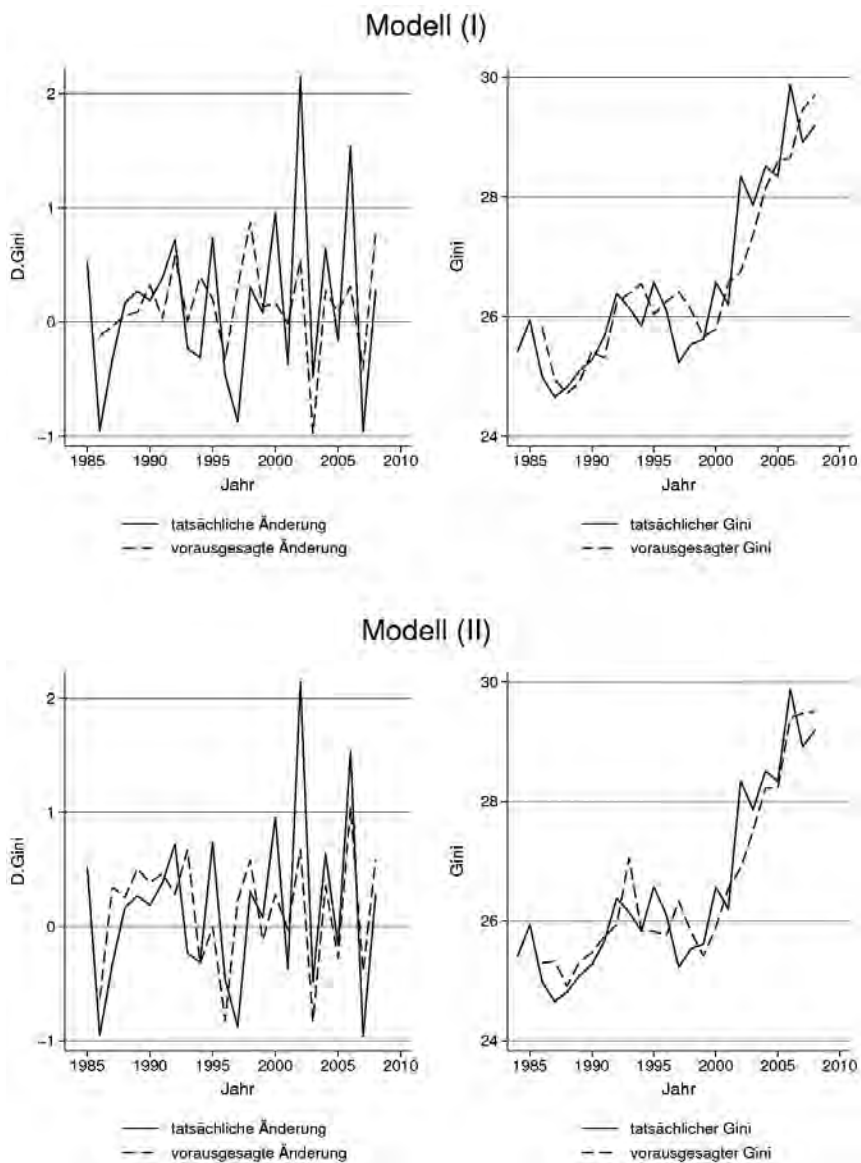 Modell (I)
2
1
0
−1
D.Gini
1985 1990 1995 2000 2005 2010
Jahr
tatsächliche Änderung
vorausgesagte Änderung
30
28
26
24
Gini
1985 1990 1995 2000 2005 2010
Jahr
tatsächlicher Gini
vorausgesagter Gini
Modell (II)
2
1
0
−1
D.Gini
1985 1990 1995 2000 2005 2010
Jahr
tatsächliche Änderung
vorausgesagte Änderung
30
28
26
24
Gini
1985 1990 1995 2000 2005 2010
Jahr
tatsächlicher Gini
vorausgesagter Gini